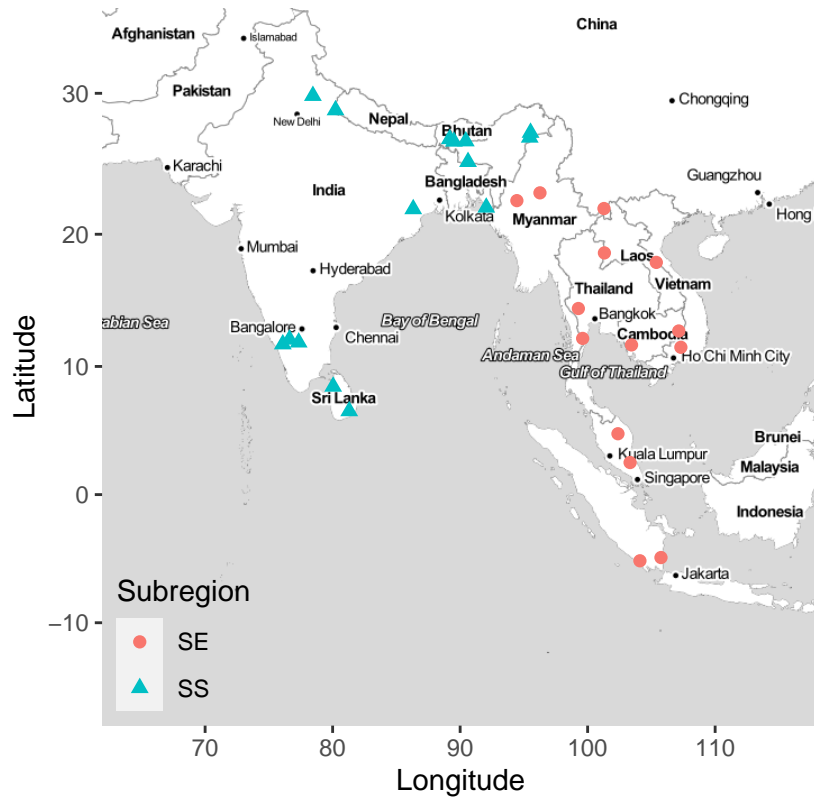 China
Afghanistan
Islamabad
Pakistan
30
Chongqing
New Delhi
Nepal
Bhutan
Karachi
Guangzhou
India
Bangladesh
Kolkata
Hong
Myanmar
20
Mumbai
Laos
Hyderabad
Vietnam
Thailand
Bangkok
abian Sea
Bay of Bengal
Bangalore
Chennai
Cambodia
Andaman Sea
Ho Chi Minh City
10
Gulf of Thailand
Sri Lanka
Brunei
Kuala Lumpur
Malaysia
Singapore
0
Indonesia
Jakarta
Subregion
−10
SE
SS
70
80
90
100
110
Longitude
Latitude